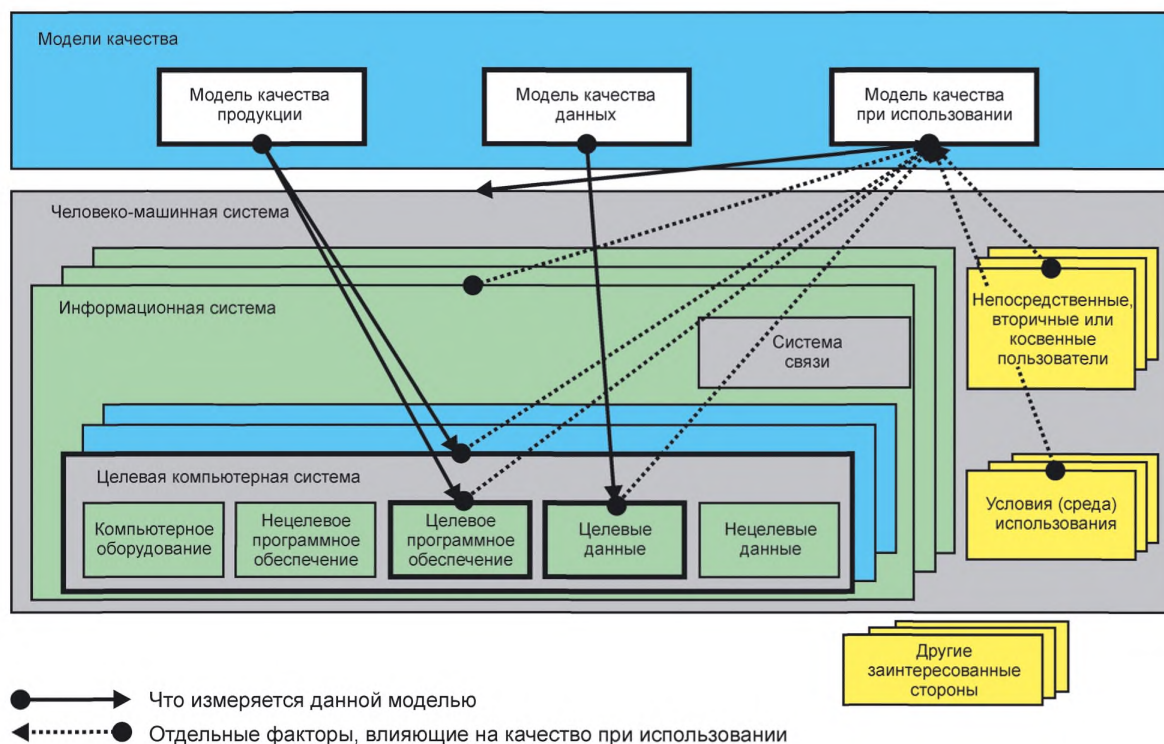 Модели качества
Модель качества
продукции
Модель качества
данных
Модель качества
при использовании
Человеко-машинная система
Информационная система
Система
связи
Непосредственные,
вторичные или
косвенные
пользователи
Целевая компьютерная система
Компьютерное
оборудование
Нецелевое
программное
обеспечение
Целевое
программное
обеспечение
Целевые
данные
Нецелевые
данные
Условия (среда)
использования
Другие
заинтересованные
стороны
Что измеряется данной моделью
Отдельные факторы, влияющие на качество при использовании